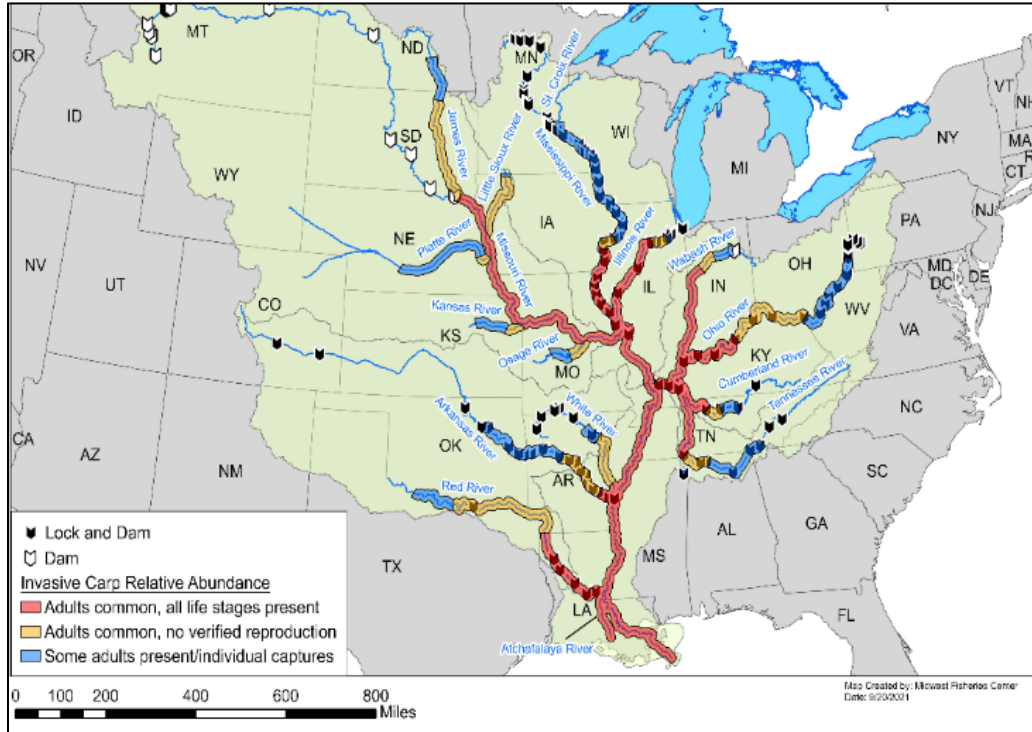 MT
ND
MN
St. Croix River
OR
VT
NH
ID
SD
James River
Little Sioux River
WI
Mississippi River
MI
NY
MA
CT
WY
IA
PA
NJ
NE
Platte River
Missouri River
Illinois River
Wabash River
OH
NV
UT
IL
IN
MD
DE
DC
WV
CO
Kansas River
KS
Osage River
MO
Ohio River
KY
VA
Cumberland River
Tennessee River
CA
AZ
NM
OK
Arkansas River
White River
TN
NC
AR
SC
Red River
MS
AL
GA
TX
LA
FL
Atchafalaya River
Lock and Dam
Dam
Invasive Carp Relative Abundance
Adults common, all life stages present
Adults common, no verified reproduction
Some adults present/individual captures
0 100 200 400 600 800
Miles
Map Created by: Midwest Fisheries Center
Date: 9/20/2021